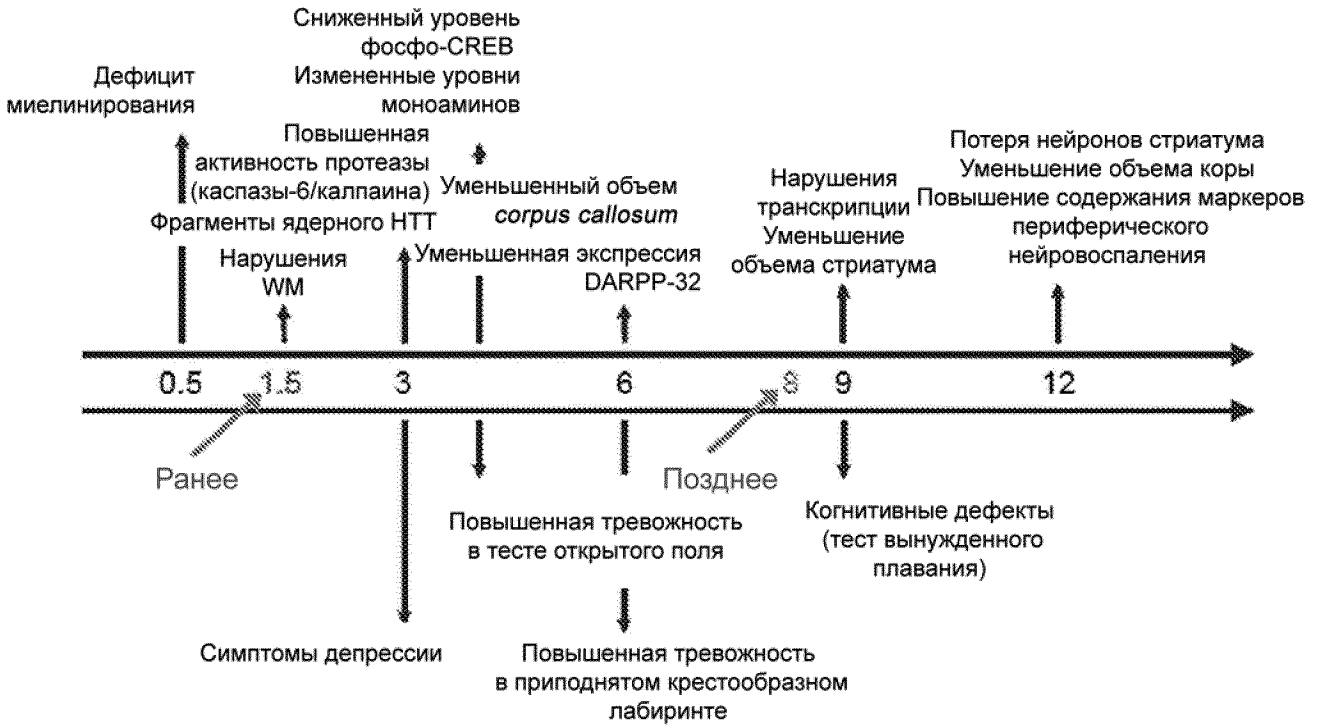 Сниженный уровень
фосфо-CREB
Измененные уровни
моноаминов
Дефицит
миелинирования
Повышенная
активность протеазы
(каспазы-6/калпаина)
Фрагменты ядерного HTT
Нарушения
WM
Уменьшенный объем
corpus callosum
Уменьшенная экспрессия
DARPP-32
Нарушения
транскрипции
Уменьшение
объема стриатума
Потеря нейронов стриатума
Уменьшение объема коры
Повышение содержания маркеров
периферического
нейровоспаления
0.5 1.5 3 6 8 9 12
Ранее
Позднее
Повышенная тревожность
в тесте открытого поля
Когнитивные дефекты
(тест вынужденного
плавания)
Симптомы депрессии
Повышенная тревожность
в приподнятом крестообразном
лабиринте